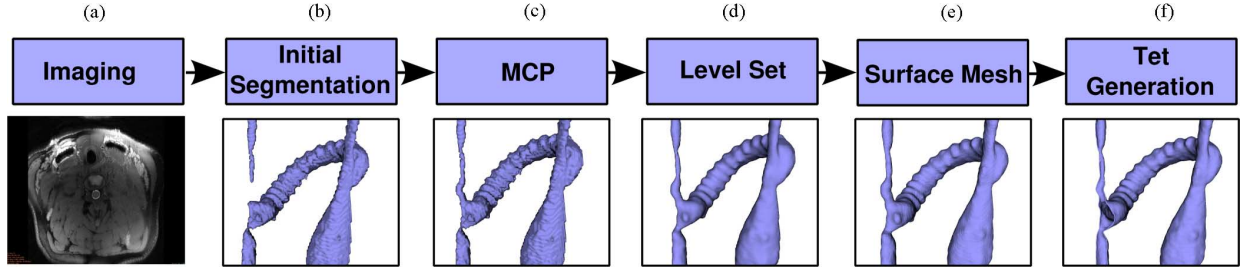 (a) (b) (c) (d) (e) (f)
Imaging
Initial
Segmentation
MCP
Level Set
Surface Mesh
Tet
Generation